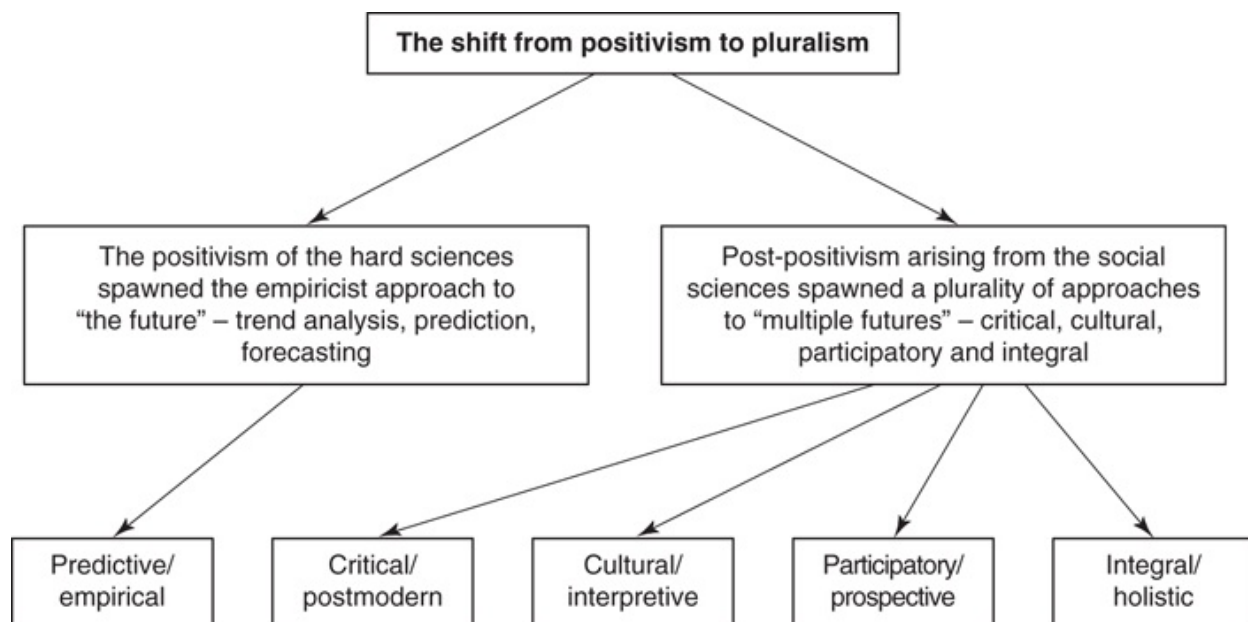 The shift from positivism to pluralism
The positivism of the hard sciences
spawned the empiricist approach to
“the future” – trend analysis, prediction,
forecasting
Post-positivism arising from the social
sciences spawned a plurality of approaches
to “multiple futures” – critical, cultural,
participatory and integral
Predictive/
empirical
Critical/
postmodern
Cultural/
interpretive
Participatory/
prospective
Integral/
holistic